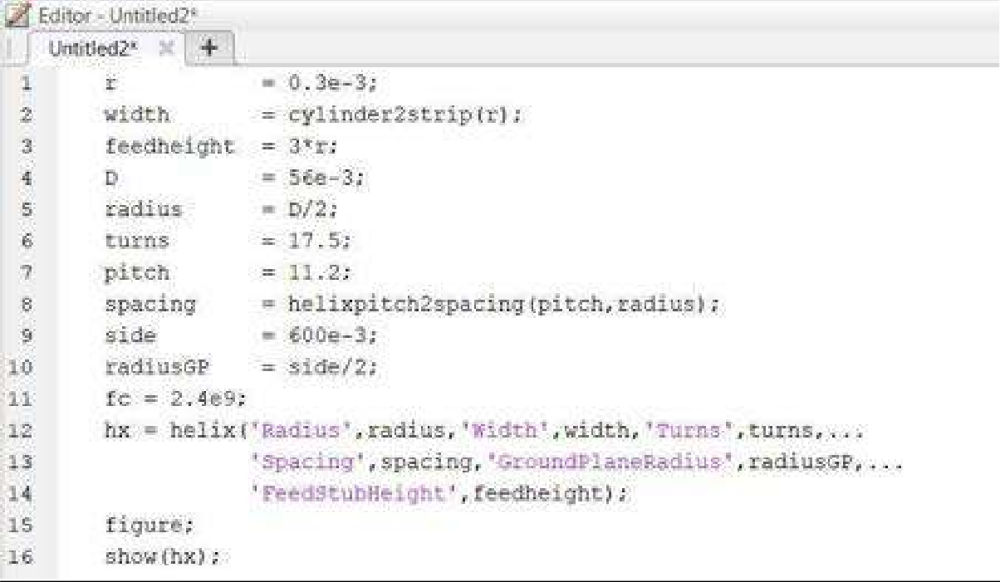 Editor - Untitled2*
Untitled2* × +
1 r = 0.3e-3;
2 width = cylinder2strip(r);
3 feedheight = 3*r;
4 D = 56e-3;
5 radius = D/2;
6 turns = 17.5;
7 pitch = 11.2;
8 spacing = helixpitch2spacing(pitch,radius);
9 side = 600e-3;
10 radiusGP = side/2;
11 fc = 2.4e9;
12 hx = helix('Radius',radius,'Width',width,'Turns',turns,...
13 'Spacing',spacing,'GroundPlaneRadius',radiusGP,...
14 'FeedStubHeight',feedheight);
15 figure;
16 show(hx);